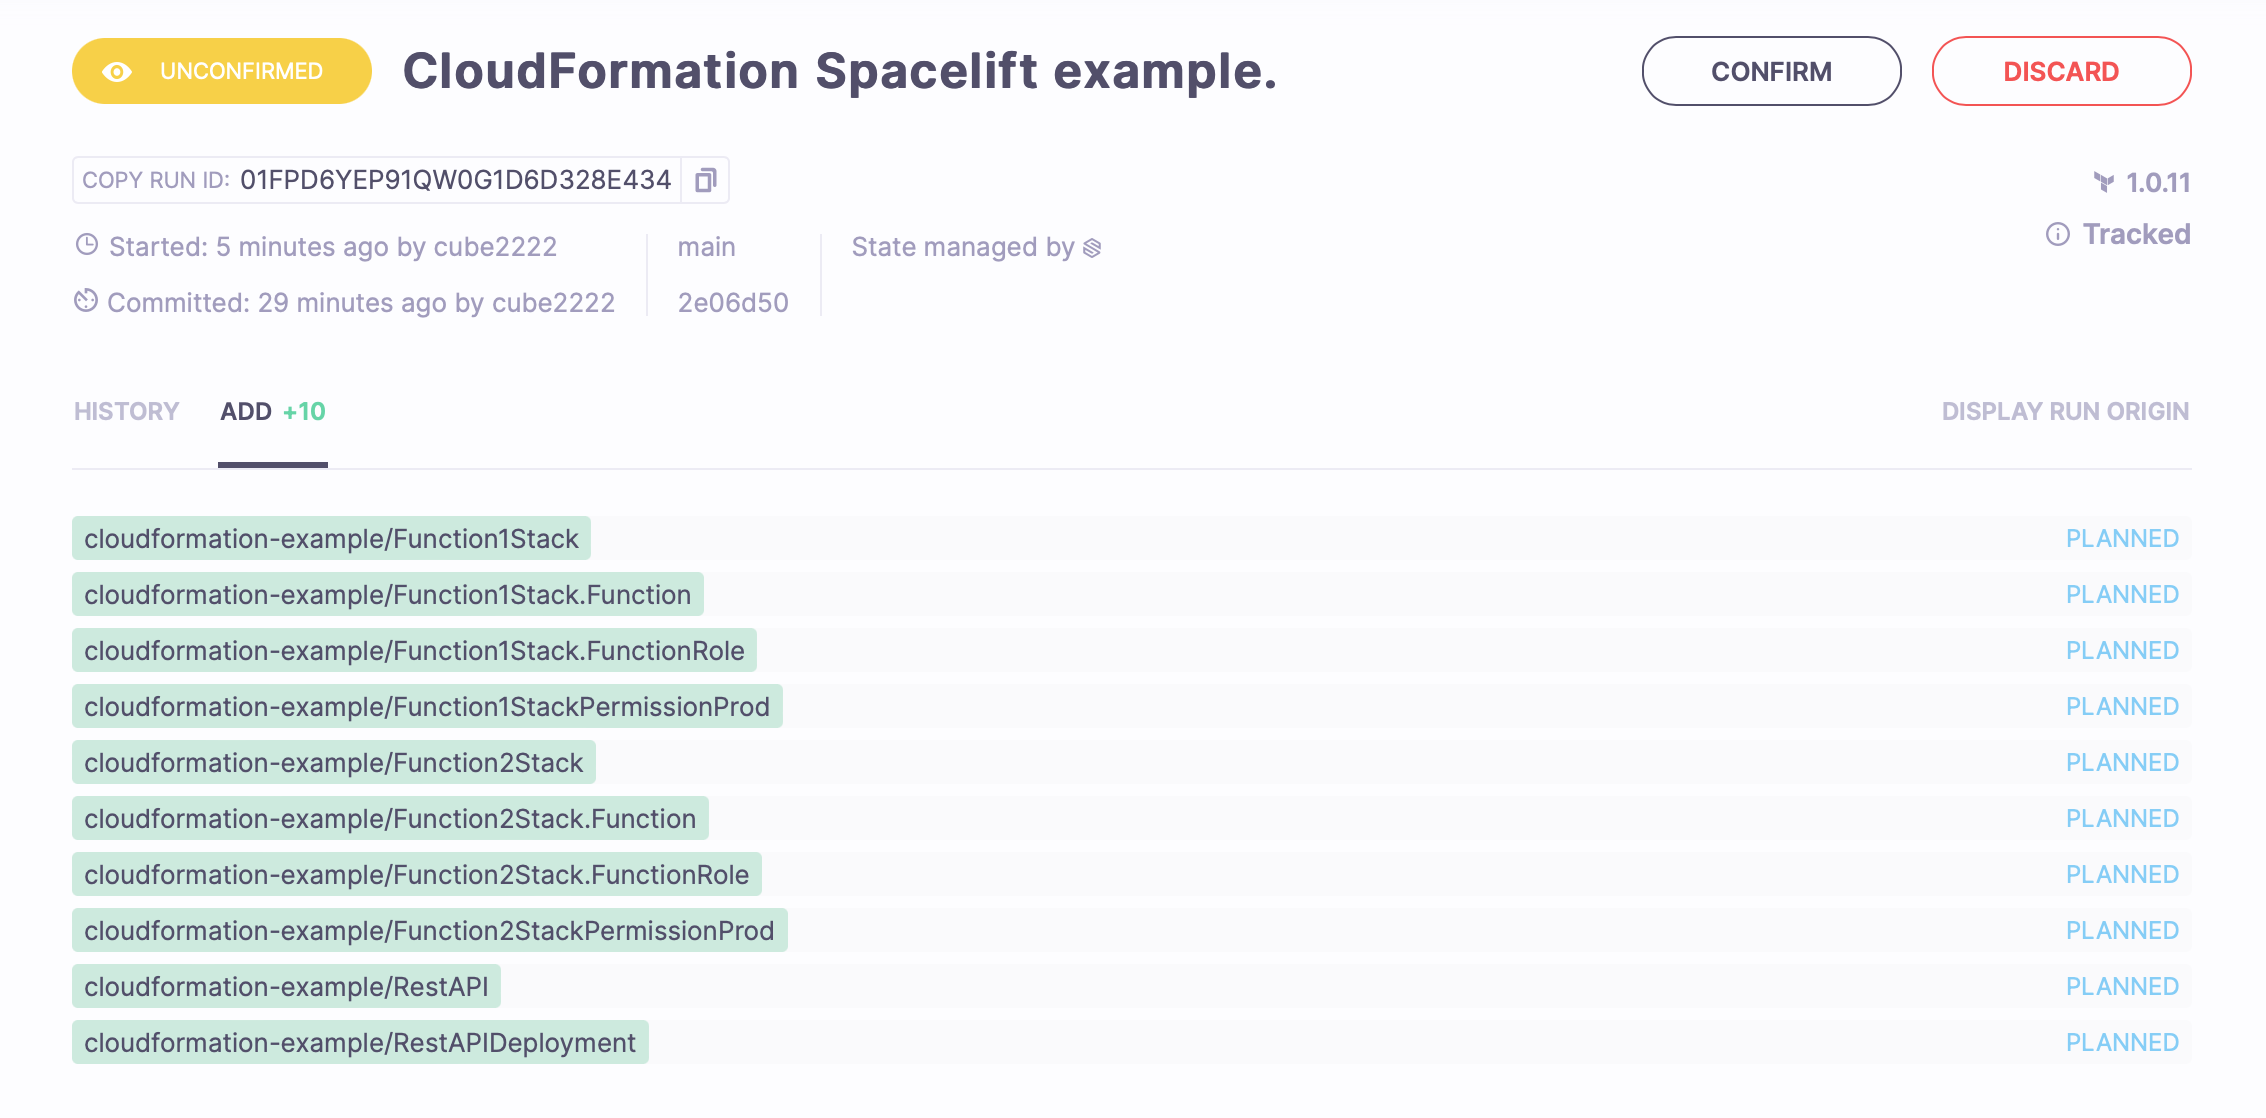 UNCONFIRMED CloudFormation Spacelift example. CONFIRM DISCARD
COPY RUN ID: 01FPD6YEP91QW0G1D6D328E434
1.0.11
Started: 5 minutes ago by cube2222 main State managed by
Tracked
Committed: 29 minutes ago by cube2222 2e06d50
HISTORY ADD +10 DISPLAY RUN ORIGIN
cloudformation-example/Function1Stack PLANNED
cloudformation-example/Function1Stack.Function PLANNED
cloudformation-example/Function1Stack.FunctionRole PLANNED
cloudformation-example/Function1StackPermissionProd PLANNED
cloudformation-example/Function2Stack PLANNED
cloudformation-example/Function2Stack.Function PLANNED
cloudformation-example/Function2Stack.FunctionRole PLANNED
cloudformation-example/Function2StackPermissionProd PLANNED
cloudformation-example/RestAPI PLANNED
cloudformation-example/RestAPIDeployment PLANNED